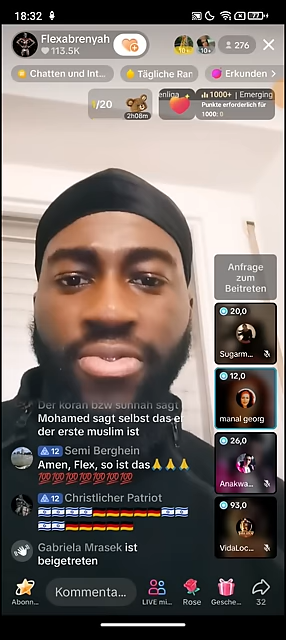 18:32
77
Flexabrenyah
113.5K
10+
10+
276
Chatten und Int...
Tägliche Ran
Erkunden
/20
2h08m
enliga
1000+ | Emerging
Punkte erforderlich für
1000: 0
Anfrage
zum
Beitreten
20,0
Sugarm...
12,0
manal georg
26,0
Anakwa...
93,0
VidaLoc...
Der koran bzw sunnah sagt
Mohamed sagt selbst das er
der erste muslim ist
12 Semi Berghein
Amen, Flex, so ist das🙏🙏🙏
💯💯💯💯💯💯💯💯
12 Christlicher Patriot
Gabriela Mrasek ist
beigetreten
Abonn...
Kommenta...
LIVE mi...
Rose
Gesche...
32